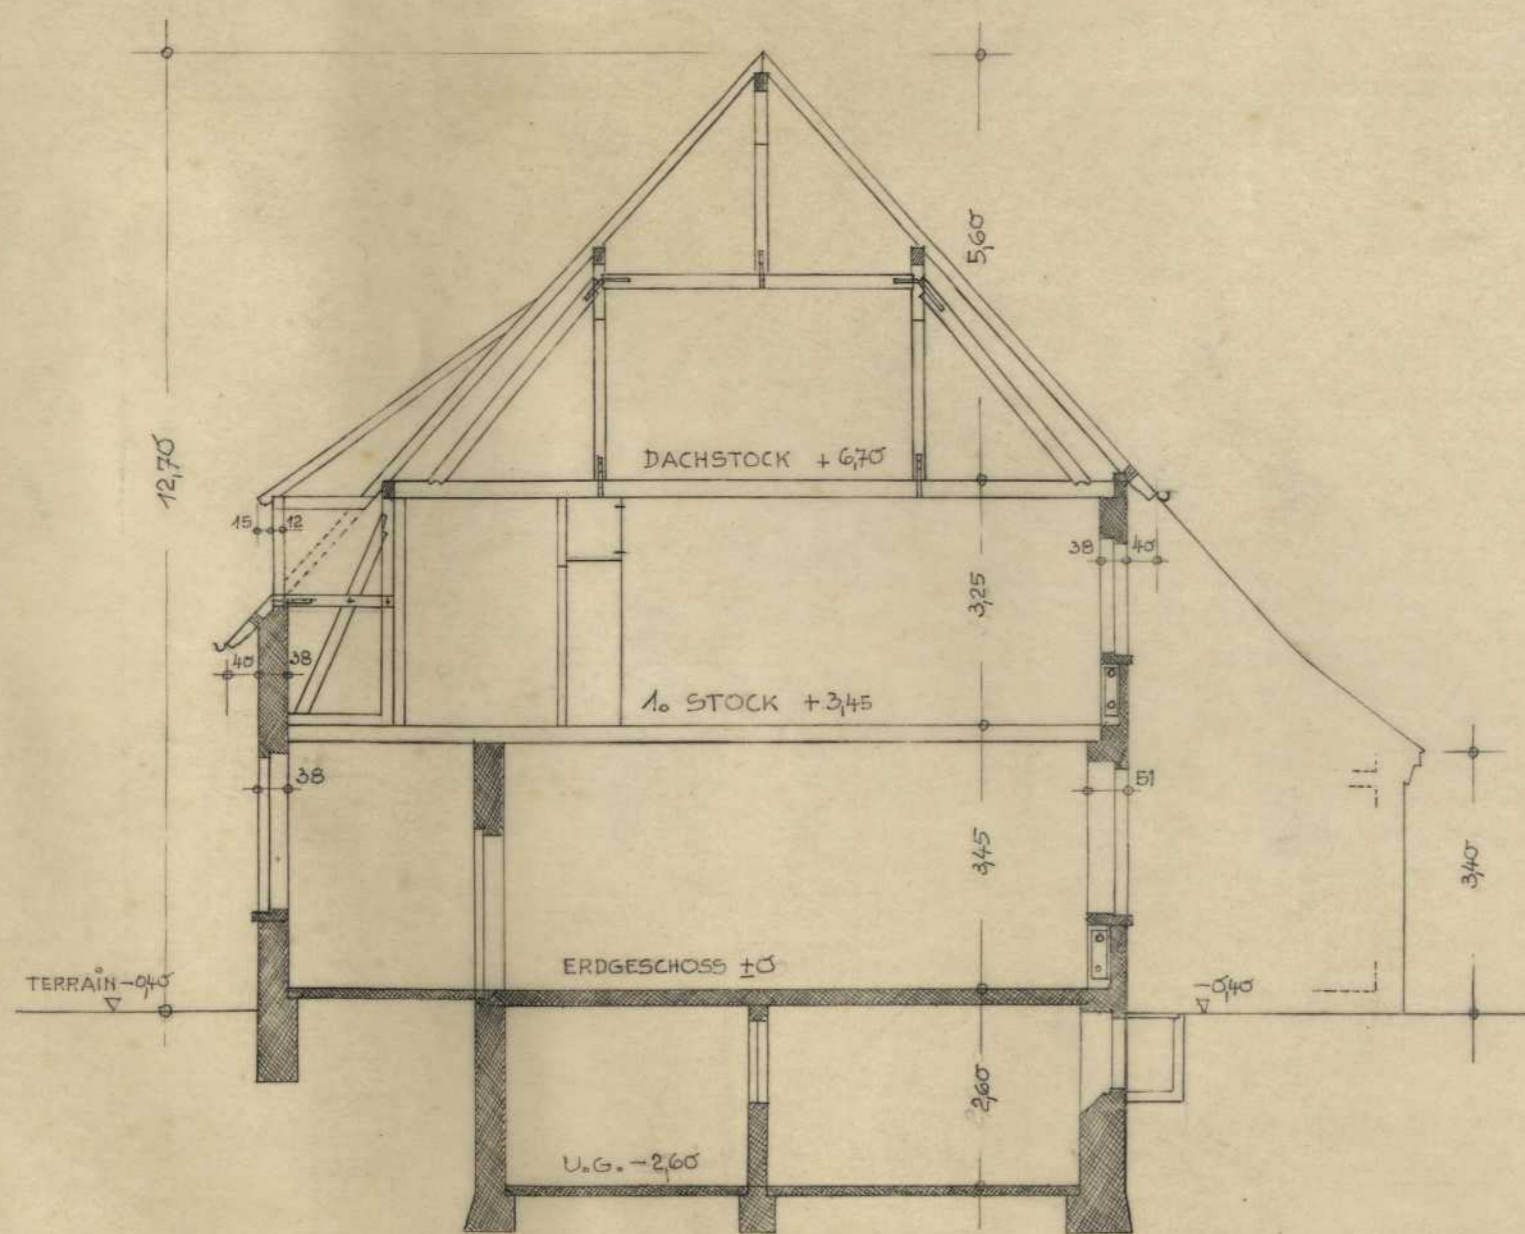 5,60
12,70
DACHSTOCK + 6,70
15 12
38 40
3,25
40 38
1. STOCK + 3,45
38
51
3,45
3,40
ERDGESCHOSS ±0
TERRAIN -0,40
-0,40
2,60
U.G. -2,60